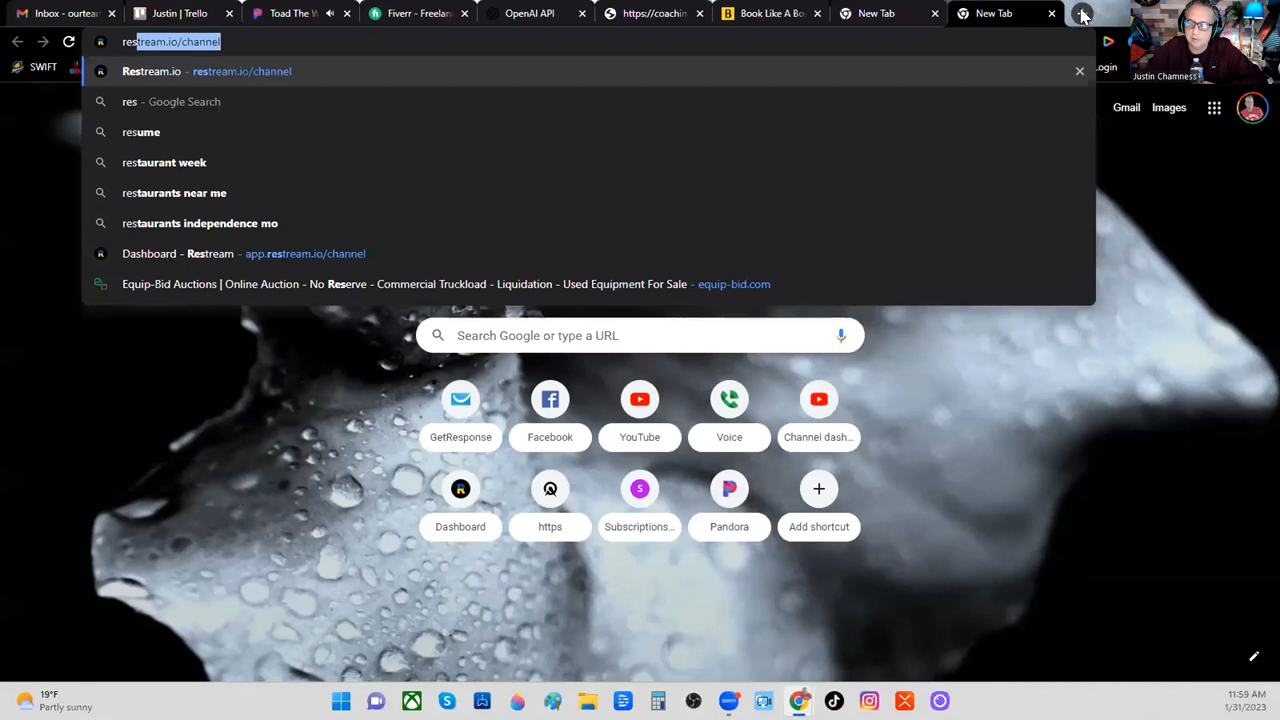 Inbox - ourtear
Justin | Trello
Toad The W
Fiverr - Freelan
OpenAI API
https://coachin
Book Like A Bo
New Tab
New Tab
restream.io/channel
SWIFT
Login
Justin Chamness
Restream.io - restream.io/channel
res - Google Search
resume
restaurant week
restaurants near me
restaurants independence mo
Dashboard - Restream - app.restream.io/channel
Equip-Bid Auctions | Online Auction - No Reserve - Commercial Truckload - Liquidation - Used Equipment For Sale - equip-bid.com
Gmail Images
Search Google or type a URL
GetResponse
Facebook
YouTube
Voice
Channel dash...
Dashboard
https
Subscriptions...
Pandora
Add shortcut
19°F
Partly sunny
11:59 AM
1/31/2023